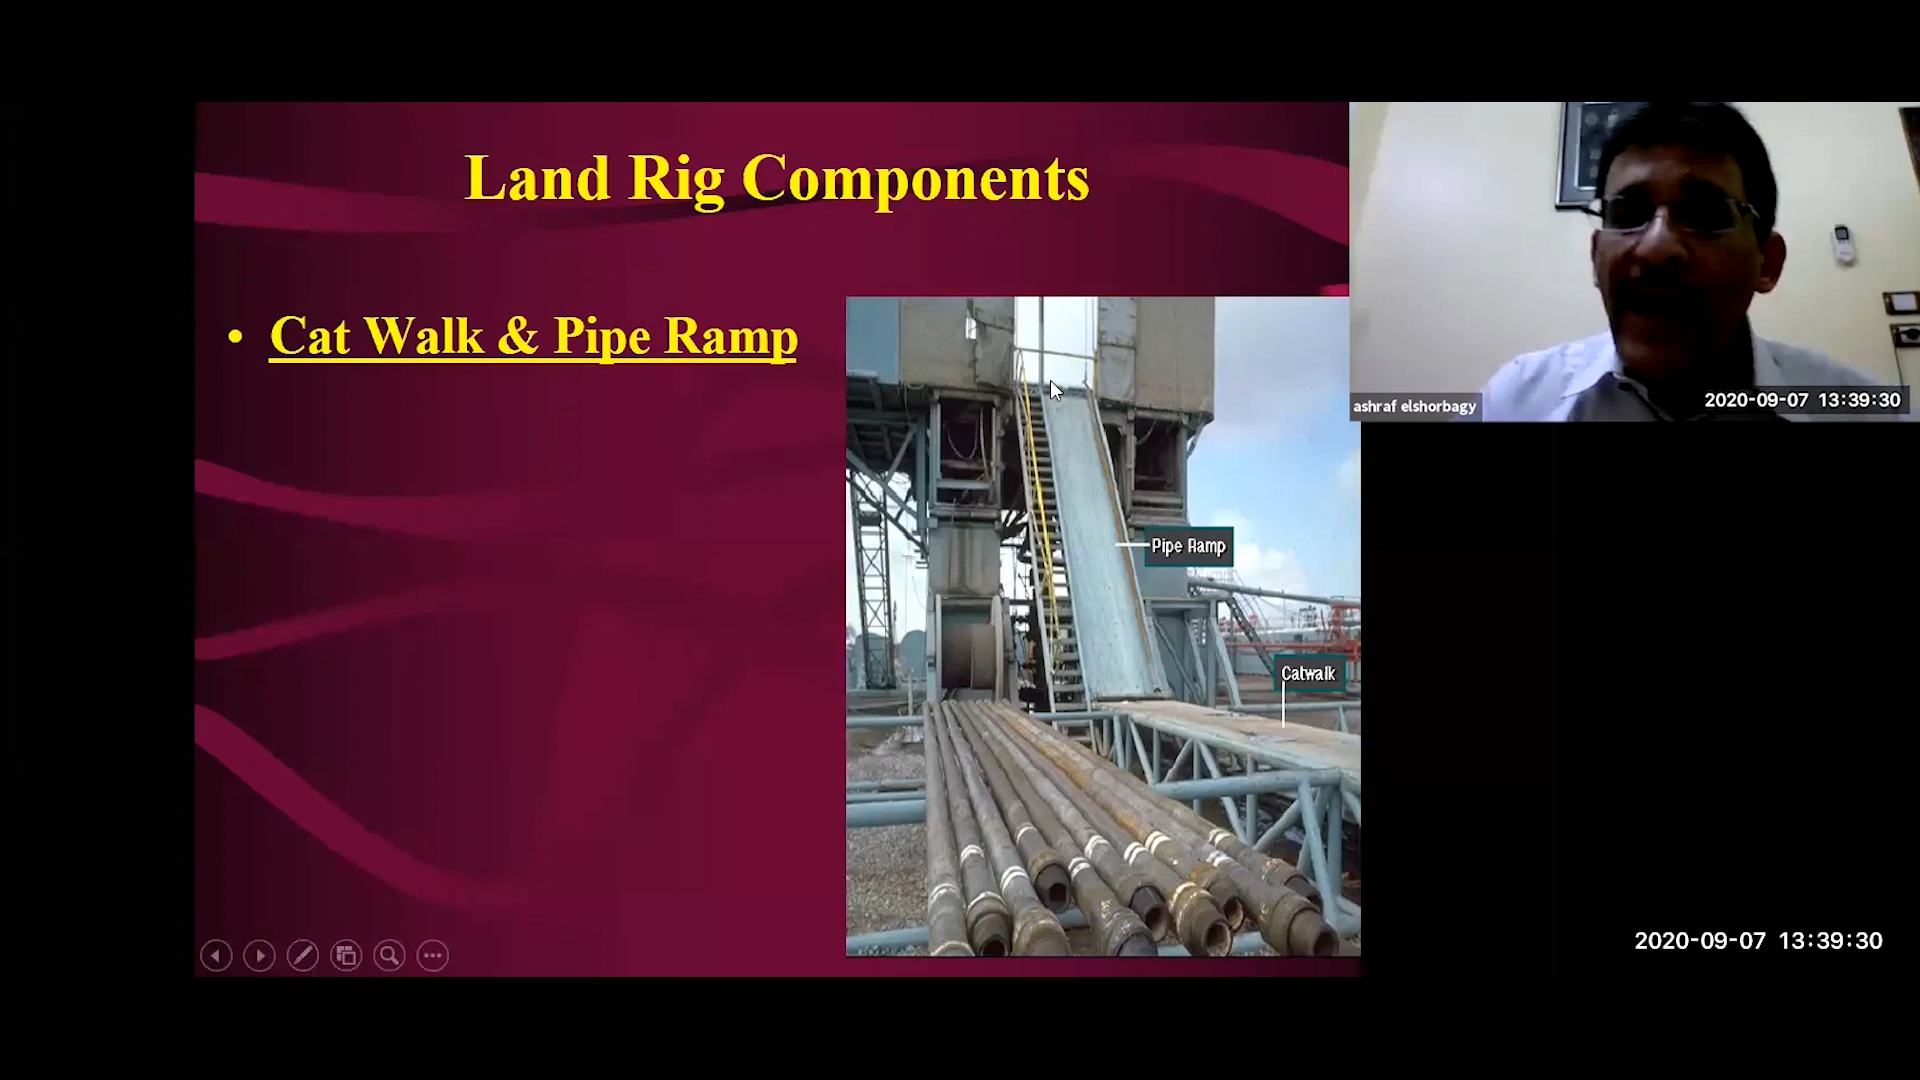 Land Rig Components
• Cat Walk & Pipe Ramp
Pipe Ramp
Catwalk
ashraf elshorbagy
2020-09-07 13:39:30
2020-09-07 13:39:30